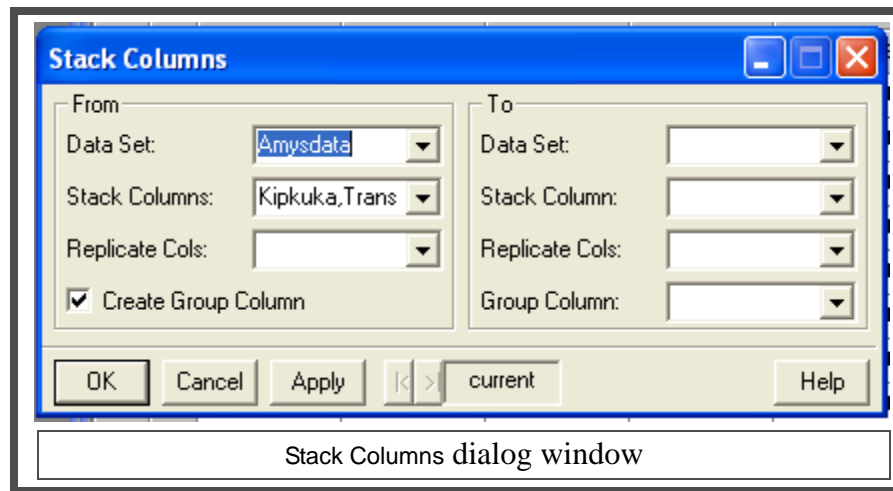 Stack Columns
From
Data Set: Amysdata
Stack Columns: Kipkuka,Trans
Replicate Cols:
Create Group Column
To
Data Set:
Stack Column:
Replicate Cols:
Group Column:
OK Cancel Apply |< >| current Help
Stack Columns dialog window